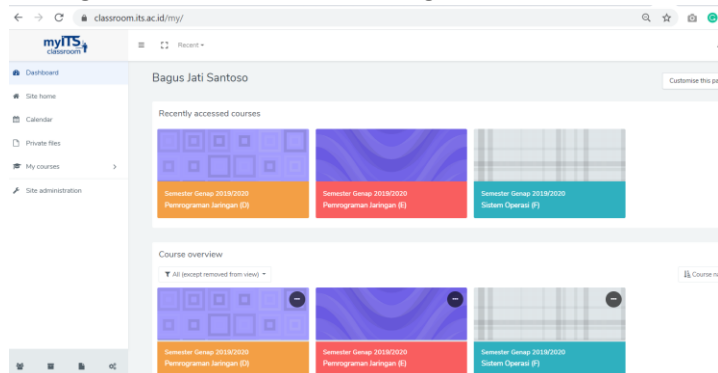 classroom.its.ac.id/my/
myITS
classroom
Recent
Dashboard
Site home
Calendar
Private files
My courses
Site administration
Bagus Jati Santoso
Customise this pa
Recently accessed courses
Semester Genap 2019/2020
Pemrograman Jaringan (D)
Semester Genap 2019/2020
Pemrograman Jaringan (E)
Semester Genap 2019/2020
Sistem Operasi (F)
Course overview
All (except removed from view)
Course na
Semester Genap 2019/2020
Pemrograman Jaringan (D)
Semester Genap 2019/2020
Pemrograman Jaringan (E)
Semester Genap 2019/2020
Sistem Operasi (F)